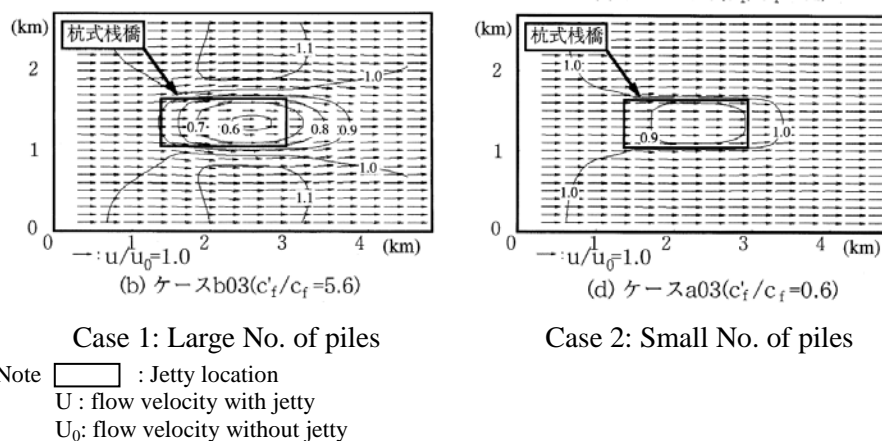 (km)
杭式桟橋
2
1
0
1.1
1.0
0.7
0.6
0.8
0.9
1.0
1.1
0 1 2 3 4 (km)
→:u/u₀=1.0
(b) ケースb03(c'f/cf=5.6)
Case 1: Large No. of piles
(km)
杭式桟橋
2
1
0
1.0
0.9
1.0
1.0
0 1 2 3 4 (km)
→:u/u₀=1.0
(d) ケースa03(c'f/cf=0.6)
Case 2: Small No. of piles
Note : Jetty location
U : flow velocity with jetty
U₀: flow velocity without jetty